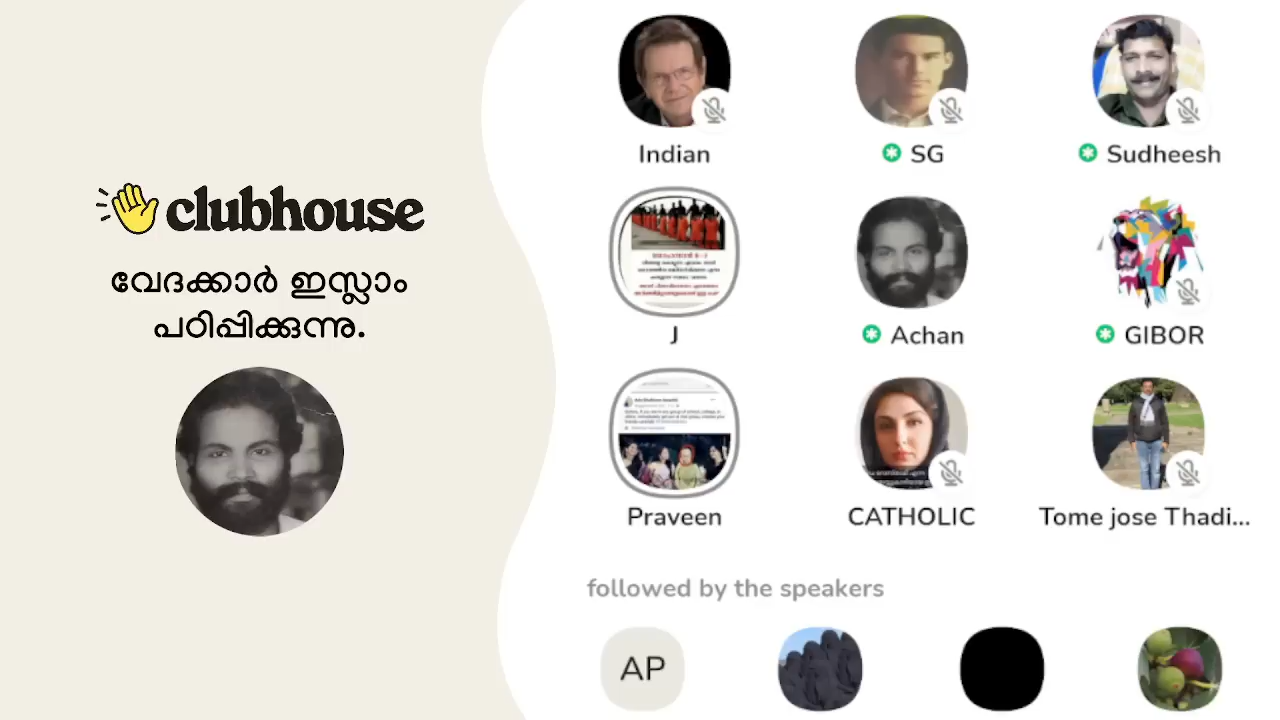 clubhouse
വേദക്കാർ ഇസ്ലാം
പഠിപ്പിക്കുന്നു.
Indian
SG
Sudheesh
J
Achan
GIBOR
Praveen
CATHOLIC
Tome jose Thadi...
followed by the speakers
AP